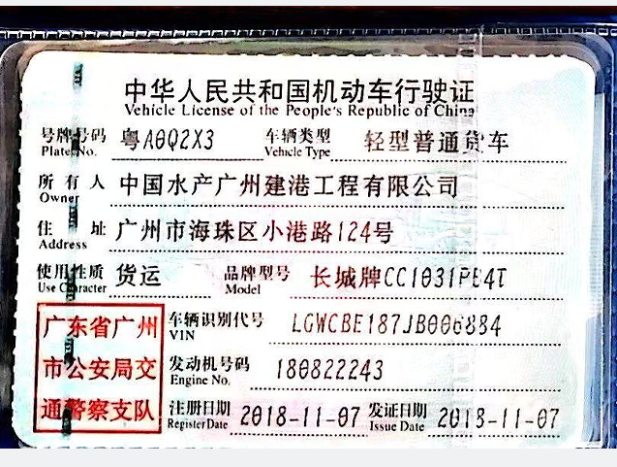 中华人民共和国机动车行驶证
Vehicle License of the People's Republic of China
号牌号码 粤A0Q2X3 车辆类型 轻型普通货车
Plate No. Vehicle Type
所有人 中国水产广州建港工程有限公司
Owner
住址 广州市海珠区小港路124号
Address
使用性质 货运 品牌型号 长城牌CC1031PB4T
Use Character Model
广东省广州
市公安局交
通警察支队
车辆识别代号 LGWCBE187JB006884
VIN
发动机号码 180822243
Engine No.
注册日期 2018-11-07 发证日期 2018-11-07
Register Date Issue Date